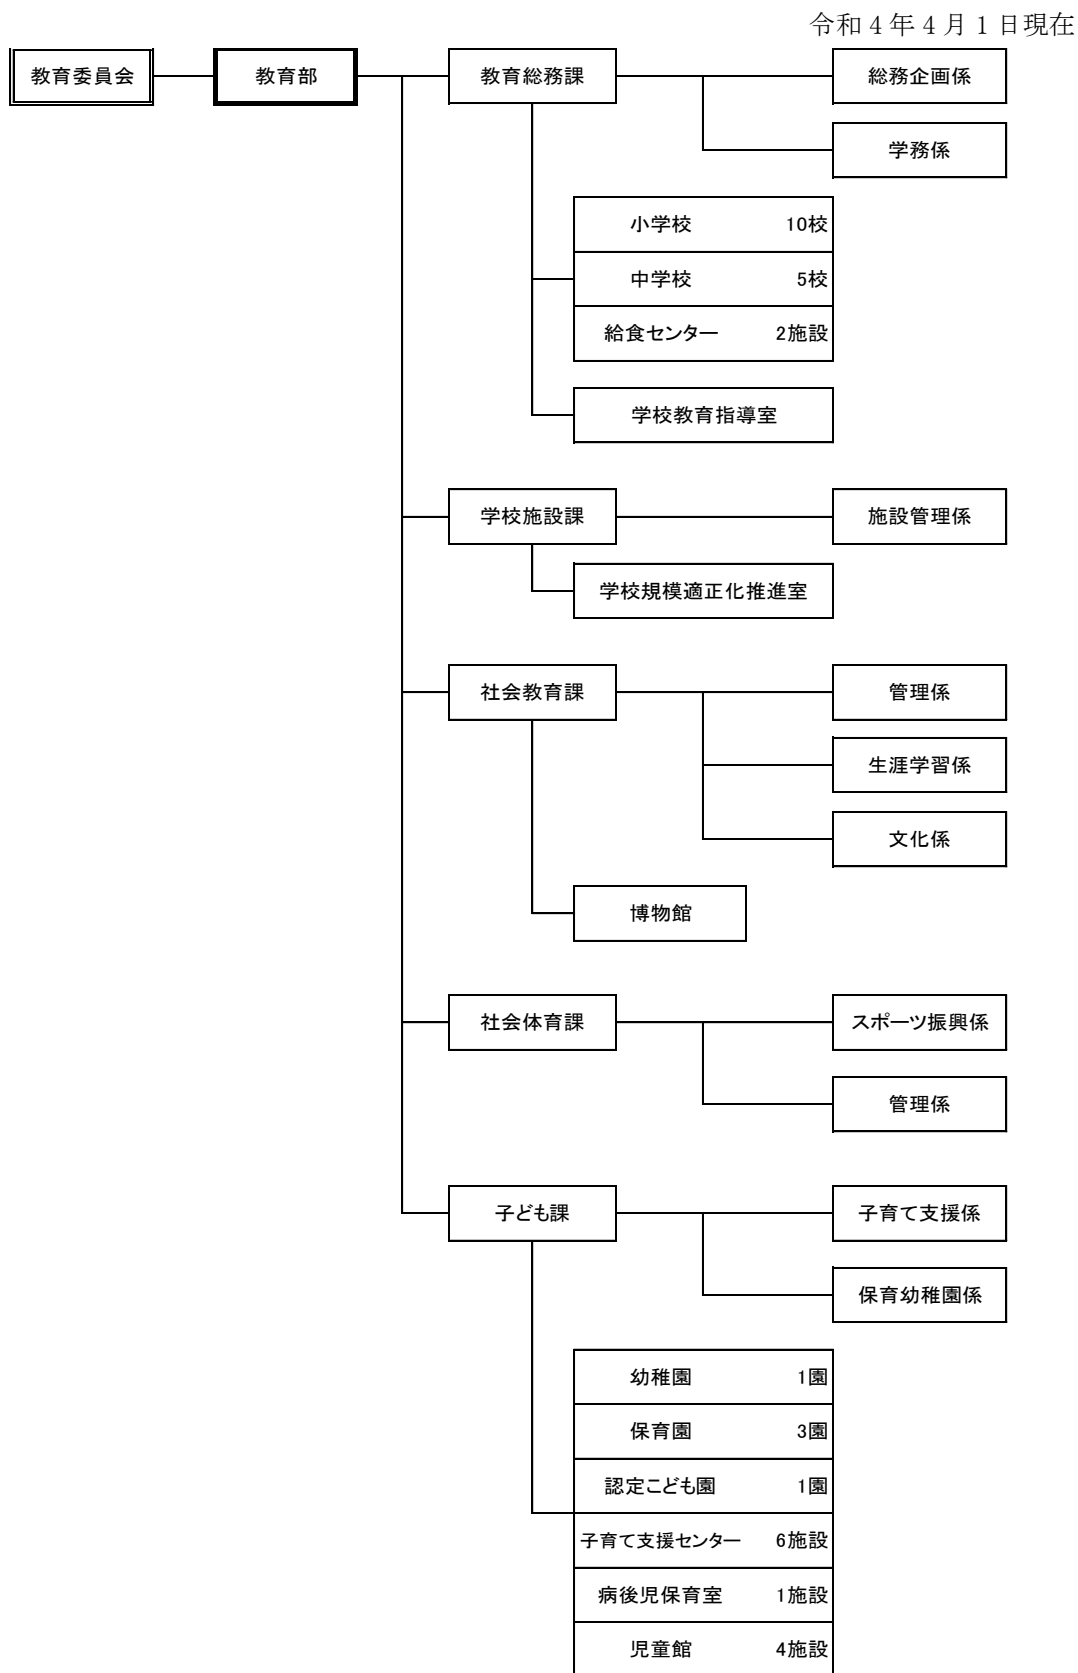 令和４年４月１日現在
教育委員会 教育部 教育総務課 総務企画係
学務係
小学校 10校
中学校 5校
給食センター 2施設
学校教育指導室
学校施設課 施設管理係
学校規模適正化推進室
社会教育課 管理係
生涯学習係
文化係
博物館
社会体育課 スポーツ振興係
管理係
子ども課 子育て支援係
保育幼稚園係
幼稚園 1園
保育園 3園
認定こども園 1園
子育て支援センター 6施設
病後児保育室 1施設
児童館 4施設